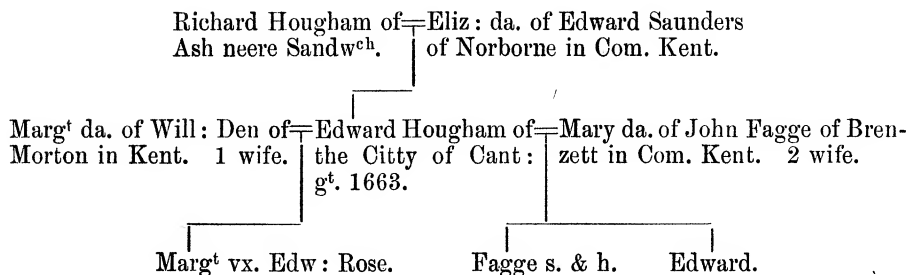 Richard Hougham of=Eliz : da. of Edward Saunders
Ash neere Sandwᶜʰ. of Norborne in Com. Kent.
Margᵗ da. of Will : Den of=Edward Hougham of=Mary da. of John Fagge of Bren-
Morton in Kent. 1 wife. the Citty of Cant : zett in Com. Kent. 2 wife.
gᵗ. 1663.
Margᵗ vx. Edw : Rose. Fagge s. & h. Edward.